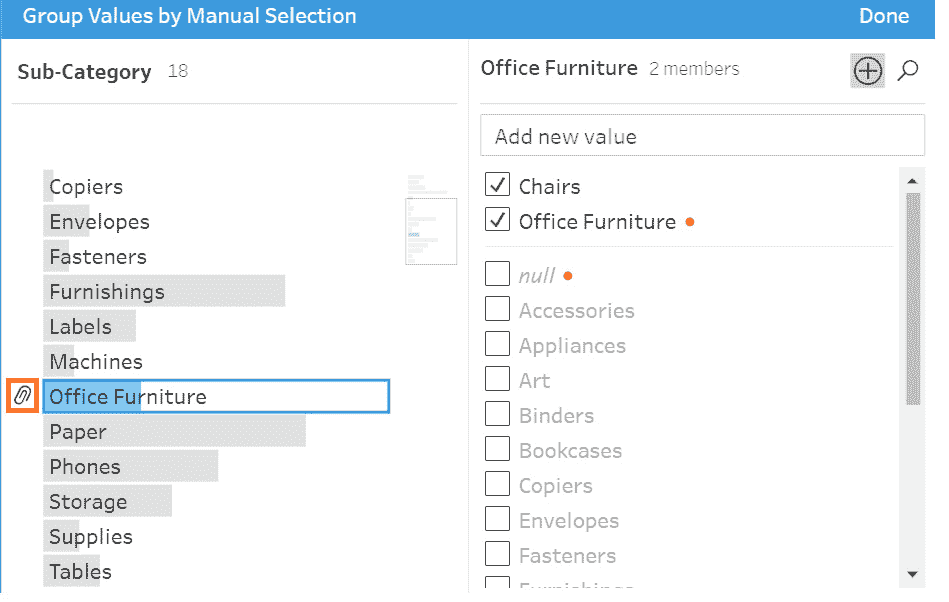 Group Values by Manual Selection
Done
Sub-Category 18
Copiers
Envelopes
Fasteners
Furnishings
Labels
Machines
Office Furniture
Paper
Phones
Storage
Supplies
Tables
Office Furniture 2 members
Add new value
Chairs
Office Furniture
null
Accessories
Appliances
Art
Binders
Bookcases
Copiers
Envelopes
Fasteners
Furnishings